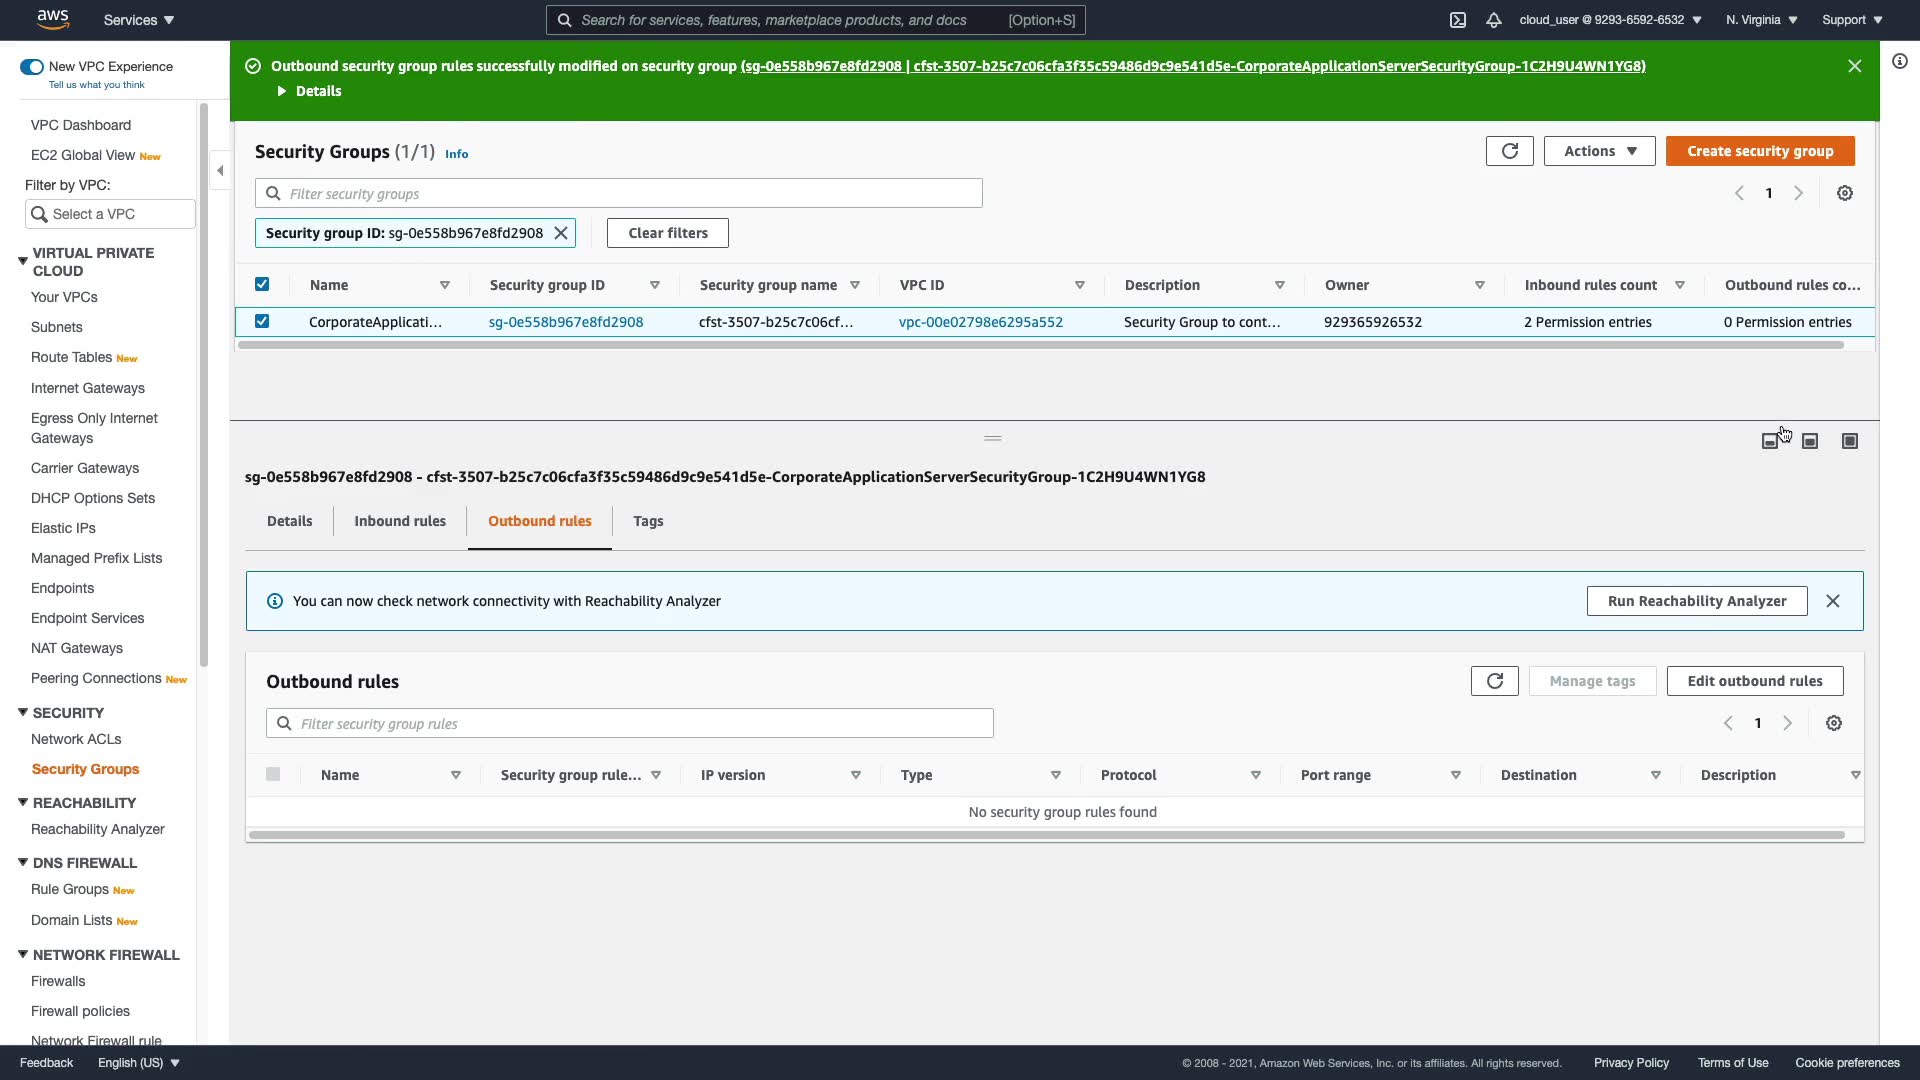 aws
Services
Search for services, features, marketplace products, and docs
[Option+S]
cloud_user @ 9293-6592-6532
N. Virginia
Support
New VPC Experience
Tell us what you think
VPC Dashboard
EC2 Global View New
Filter by VPC:
Select a VPC
VIRTUAL PRIVATE
CLOUD
Your VPCs
Subnets
Route Tables New
Internet Gateways
Egress Only Internet
Gateways
Carrier Gateways
DHCP Options Sets
Elastic IPs
Managed Prefix Lists
Endpoints
Endpoint Services
NAT Gateways
Peering Connections New
SECURITY
Network ACLs
Security Groups
REACHABILITY
Reachability Analyzer
DNS FIREWALL
Rule Groups New
Domain Lists New
NETWORK FIREWALL
Firewalls
Firewall policies
Network Firewall rule
Outbound security group rules successfully modified on security group (sg-0e558b967e8fd2908 | cfst-3507-b25c7c06cfa3f35c59486d9c9e541d5e-CorporateApplicationServerSecurityGroup-1C2H9U4WN1YG8)
Details
Security Groups (1/1) Info
Actions
Create security group
Filter security groups
1
Security group ID: sg-0e558b967e8fd2908
Clear filters
Name Security group ID Security group name VPC ID Description Owner Inbound rules count Outbound rules co...
CorporateApplicati... sg-0e558b967e8fd2908 cfst-3507-b25c7c06cf... vpc-00e02798e6295a552 Security Group to cont... 929365926532 2 Permission entries 0 Permission entries
sg-0e558b967e8fd2908 - cfst-3507-b25c7c06cfa3f35c59486d9c9e541d5e-CorporateApplicationServerSecurityGroup-1C2H9U4WN1YG8
Details Inbound rules Outbound rules Tags
You can now check network connectivity with Reachability Analyzer
Run Reachability Analyzer
Outbound rules
Manage tags
Edit outbound rules
Filter security group rules
1
Name Security group rule... IP version Type Protocol Port range Destination Description
No security group rules found
Feedback English (US)
© 2008 - 2021, Amazon Web Services, Inc. or its affiliates. All rights reserved. Privacy Policy Terms of Use Cookie preferences